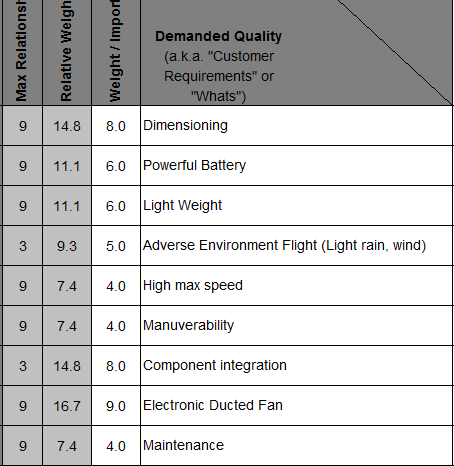 Max Relationsh
Relative Weigh
Weight / Import
Demanded Quality
(a.k.a. "Customer
Requirements" or
"Whats")
9 14.8 8.0 Dimensioning
9 11.1 6.0 Powerful Battery
9 11.1 6.0 Light Weight
3 9.3 5.0 Adverse Environment Flight (Light rain, wind)
9 7.4 4.0 High max speed
9 7.4 4.0 Manuverability
3 14.8 8.0 Component integration
9 16.7 9.0 Electronic Ducted Fan
9 7.4 4.0 Maintenance